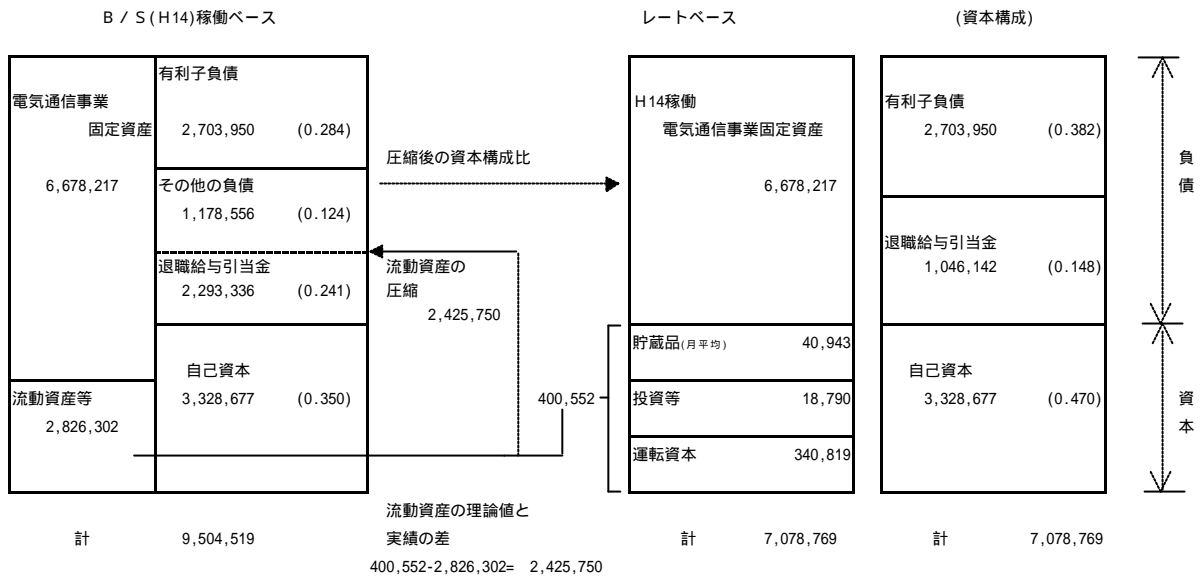 B / S(H14)稼働ベース
レートベース
(資本構成)
有利子負債
電気通信事業
固定資産
2,703,950 (0.284)
6,678,217
その他の負債
1,178,556 (0.124)
退職給与引当金
2,293,336 (0.241)
自己資本
3,328,677 (0.350)
流動資産等
2,826,302
計 9,504,519
圧縮後の資本構成比
流動資産の
圧縮
2,425,750
400,552
流動資産の理論値と
実績の差
400,552-2,826,302= 2,425,750
H14稼働
電気通信事業固定資産
6,678,217
貯蔵品(月平均) 40,943
投資等 18,790
運転資本 340,819
計 7,078,769
有利子負債
2,703,950 (0.382)
退職給与引当金
1,046,142 (0.148)
自己資本
3,328,677 (0.470)
計 7,078,769
負
債
資
本